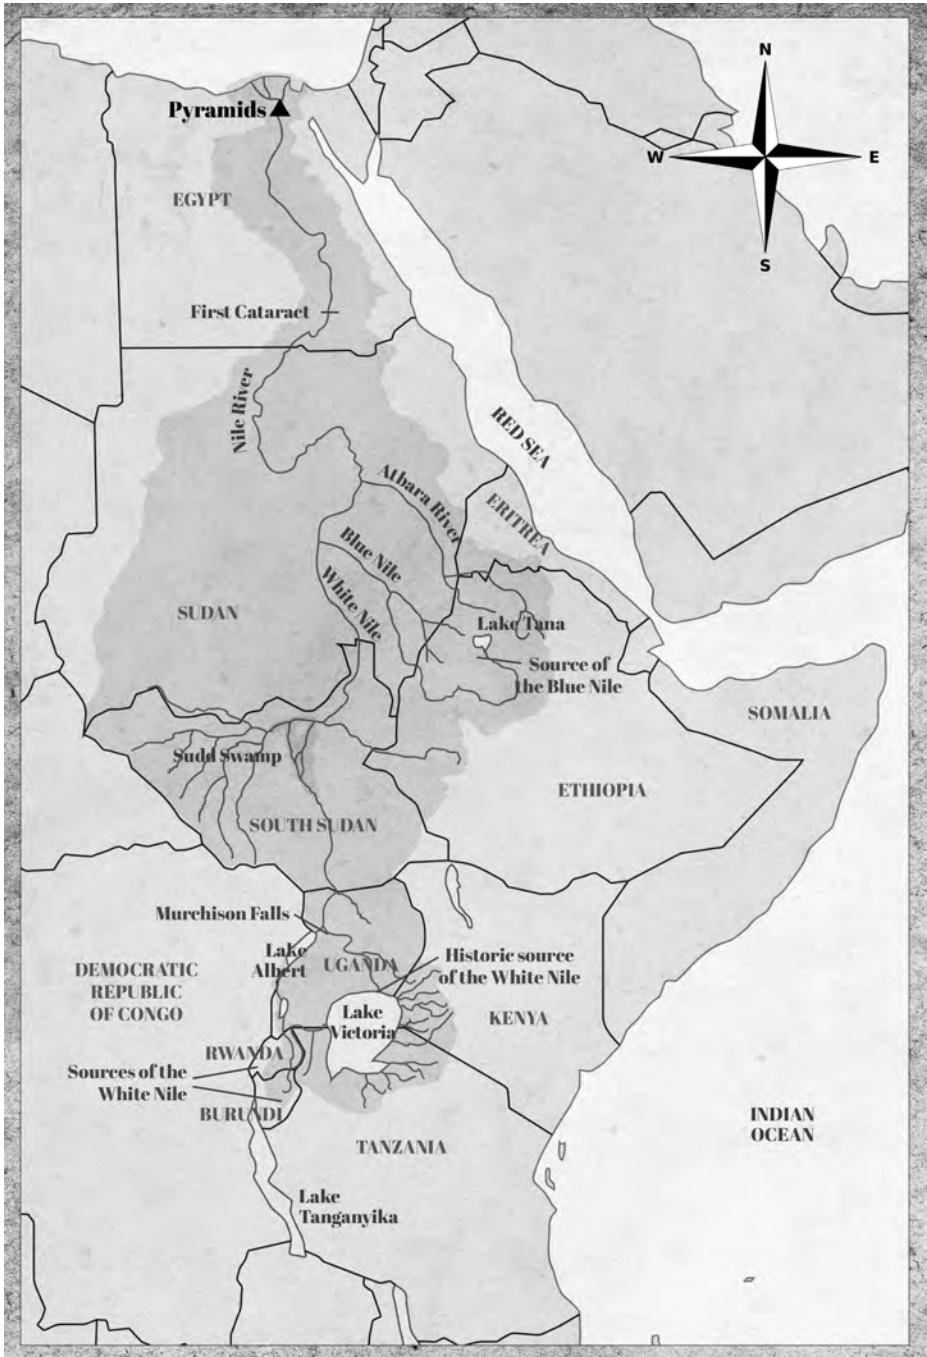 N
Pyramids
W
E
EGYPT
S
First Cataract
Nile River
RED SEA
Atbara River
ERITREA
Blue Nile
White Nile
SUDAN
Lake Tana
Source of
the Blue Nile
SOMALIA
Sudd Swamp
ETHIOPIA
SOUTH SUDAN
Murchison Falls
Lake
Albert
UGANDA
Historic source
of the White Nile
DEMOCRATIC
REPUBLIC
OF CONGO
Lake
Victoria
KENYA
RWANDA
Sources of the
White Nile
BURUNDI
INDIAN
OCEAN
TANZANIA
Lake
Tanganyika